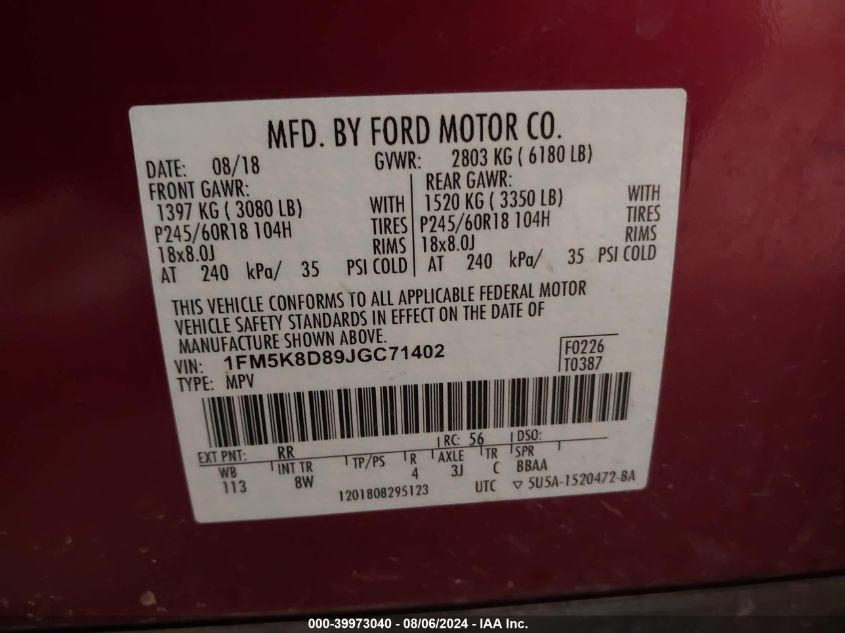 MFD. BY FORD MOTOR CO.
DATE: 08/18 GVWR: 2803 KG ( 6180 LB)
FRONT GAWR: REAR GAWR:
1397 KG ( 3080 LB) WITH 1520 KG ( 3350 LB) WITH
P245/60R18 104H TIRES P245/60R18 104H TIRES
18x8.0J RIMS 18x8.0J RIMS
AT 240 kPa/ 35 PSI COLD AT 240 kPa/ 35 PSI COLD
THIS VEHICLE CONFORMS TO ALL APPLICABLE FEDERAL MOTOR
VEHICLE SAFETY STANDARDS IN EFFECT ON THE DATE OF
MANUFACTURE SHOWN ABOVE.
VIN: 1FM5K8D89JGC71402 F0226
TYPE: MPV T0387
EXT PNT: RR RC: 56 DSO:
WB INT TR TP/PS R AXLE TR SPR
113 8W 4 3J C BBAA
1201808295123 UTC ▽ 5U5A-1520472-BA
000-39973040 - 08/06/2024 - IAA Inc.